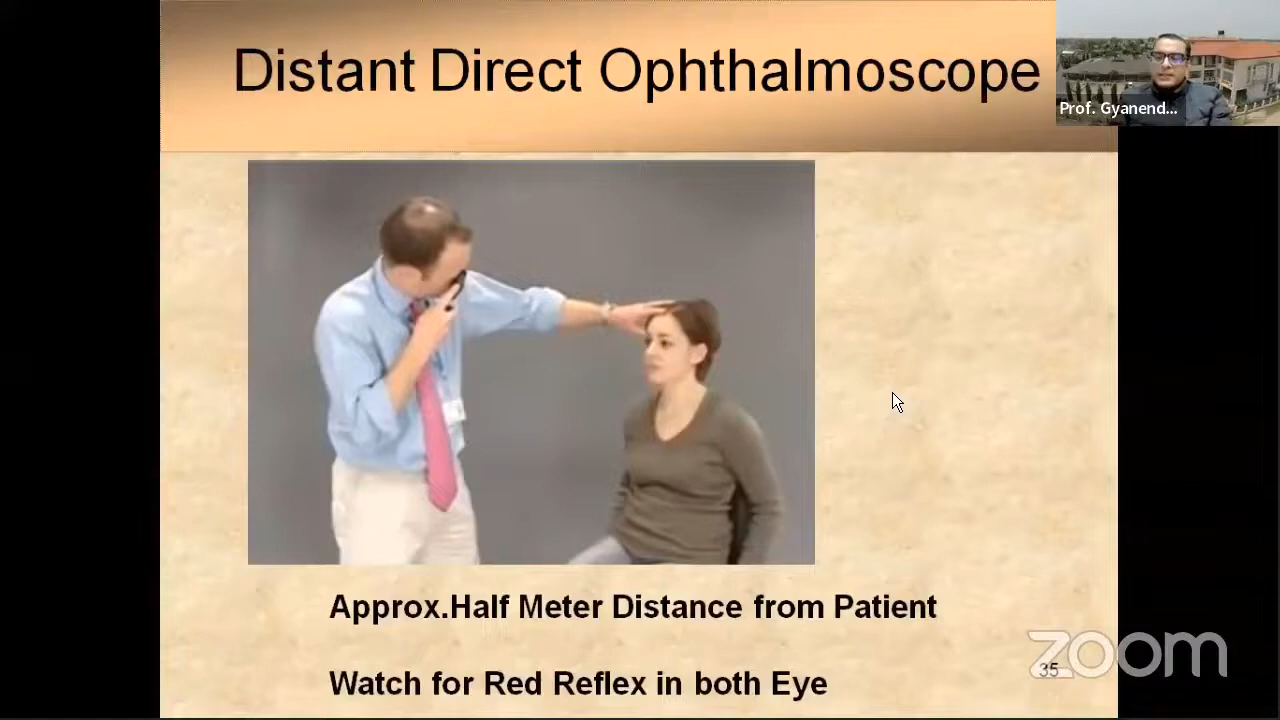 Distant Direct Ophthalmoscope
Prof. Gyanend...
Approx.Half Meter Distance from Patient
Watch for Red Reflex in both Eye
35
zoom